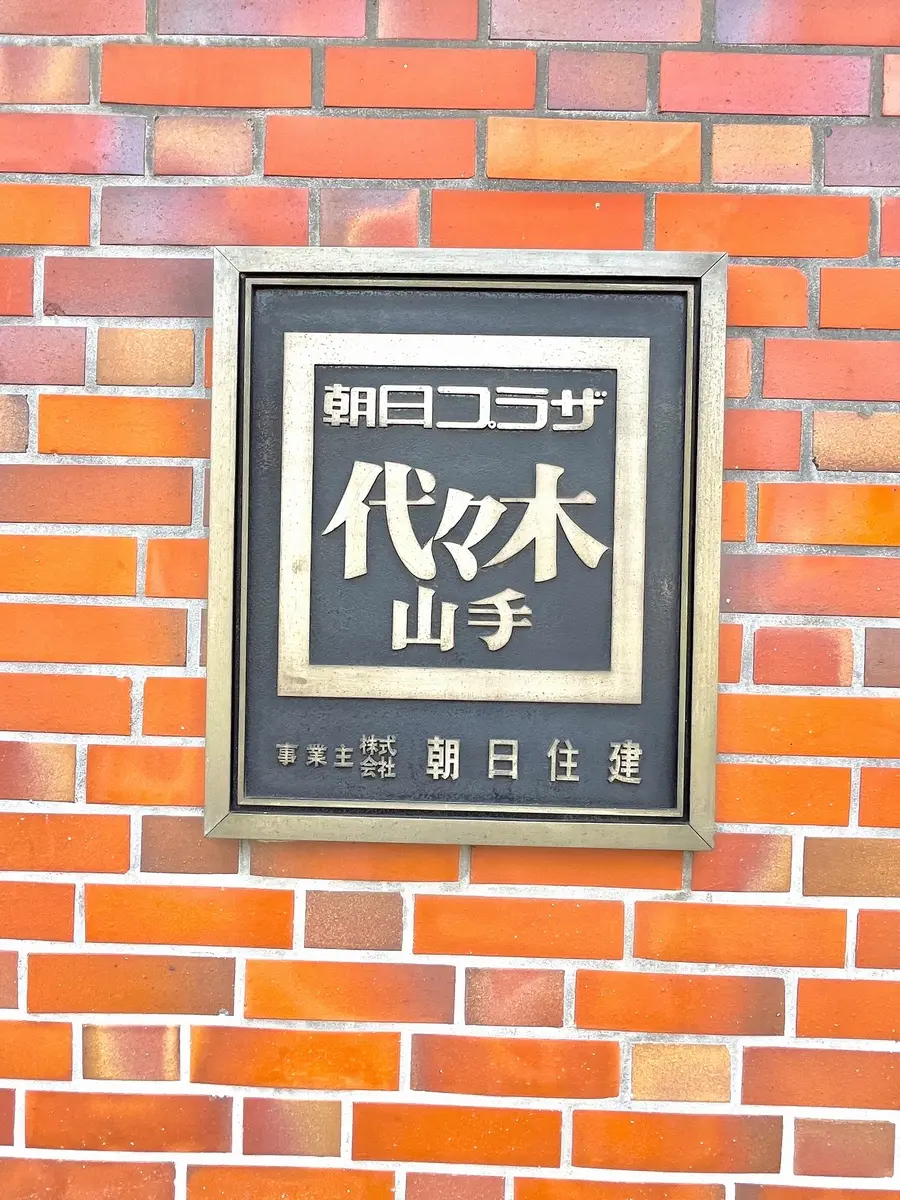 朝日プラザ
代々木
山手
事業主 株式会社 朝日住建